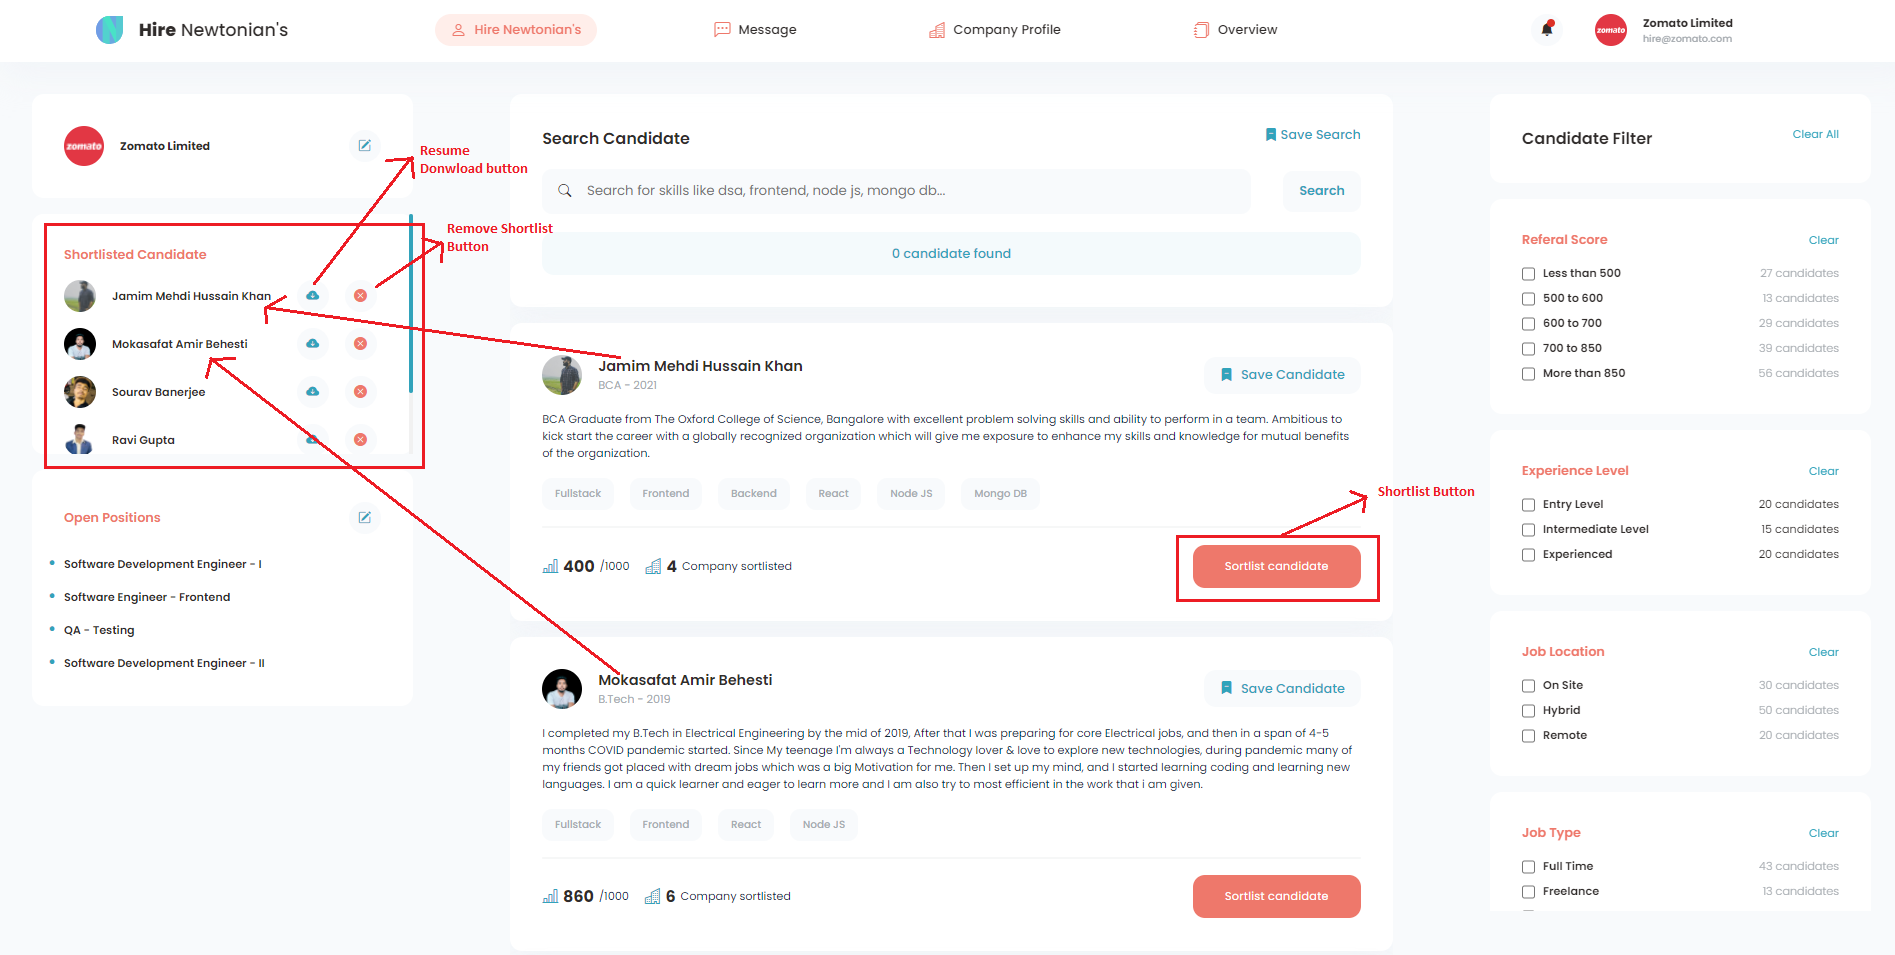 Hire Newtonian's
Hire Newtonian's
Message
Company Profile
Overview
zomato
Zomato Limited
hire@zomato.com
zomato
Zomato Limited
Resume
Donwload button
Remove Shortlist
Button
Shortlisted Candidate
Jamim Mehdi Hussain Khan
Mokasafat Amir Behesti
Sourav Banerjee
Ravi Gupta
Open Positions
Software Development Engineer - I
Software Engineer - Frontend
QA - Testing
Software Development Engineer - II
Search Candidate
Save Search
Search for skills like dsa, frontend, node js, mongo db...
Search
0 candidate found
Jamim Mehdi Hussain Khan
BCA - 2021
Save Candidate
BCA Graduate from The Oxford College of Science, Bangalore with excellent problem solving skills and ability to perform in a team. Ambitious to
kick start the career with a globally recognized organization which will give me exposure to enhance my skills and knowledge for mutual benefits
of the organization.
Fullstack Frontend Backend React Node JS Mongo DB
400 /1000 4 Company sortlisted
Sortlist candidate
Shortlist Button
Mokasafat Amir Behesti
B.Tech - 2019
Save Candidate
I completed my B.Tech in Electrical Engineering by the mid of 2019, After that I was preparing for core Electrical jobs, and then in a span of 4-5
months COVID pandemic started. Since My teenage I'm always a Technology lover & love to explore new technologies, during pandemic many of
my friends got placed with dream jobs which was a big Motivation for me. Then I set up my mind, and I started learning coding and learning new
languages. I am a quick learner and eager to learn more and I am also try to most efficient in the work that i am given.
Fullstack Frontend React Node JS
860 /1000 6 Company sortlisted
Sortlist candidate
Candidate Filter
Clear All
Referal Score Clear
Less than 500 27 candidates
500 to 600 13 candidates
600 to 700 29 candidates
700 to 850 39 candidates
More than 850 56 candidates
Experience Level Clear
Entry Level 20 candidates
Intermediate Level 15 candidates
Experienced 20 candidates
Job Location Clear
On Site 30 candidates
Hybrid 50 candidates
Remote 20 candidates
Job Type Clear
Full Time 43 candidates
Freelance 13 candidates